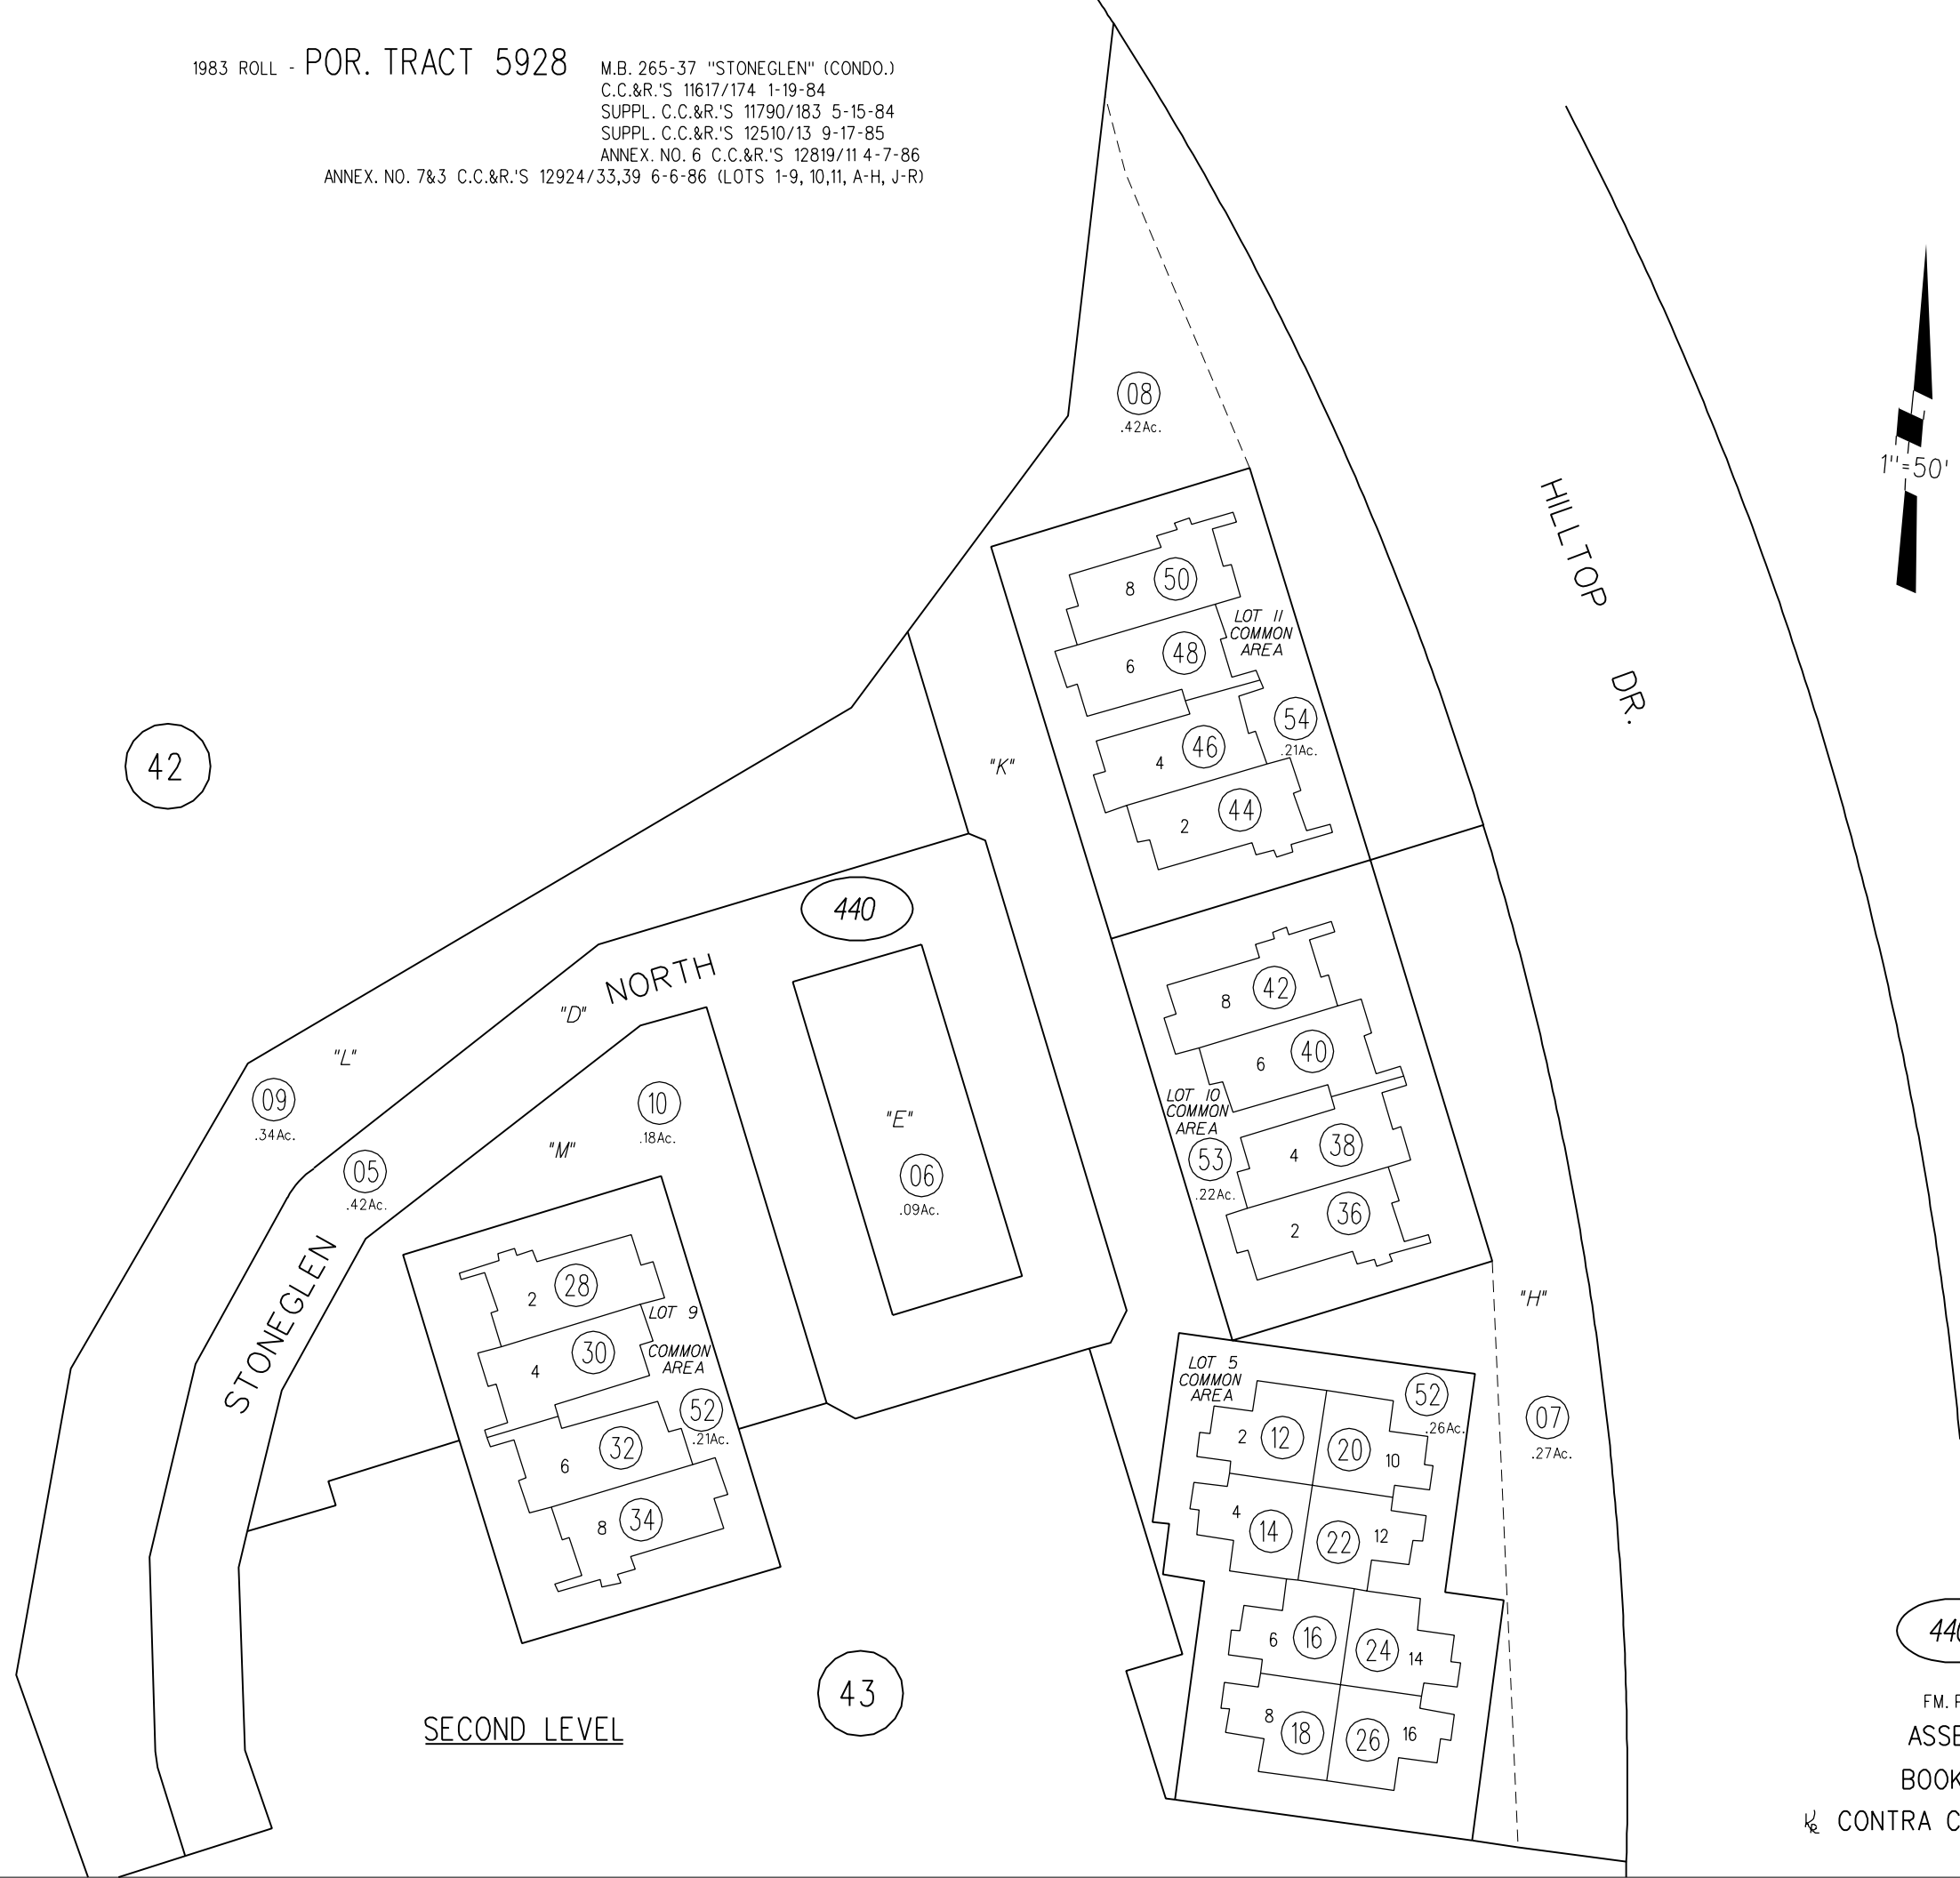 1983 ROLL - POR. TRACT 5928 M.B. 265-37 "STONEGLEN" (CONDO.)
C.C.&R.'S 11617/174 1-19-84
SUPPL. C.C.&R.'S 11790/183 5-15-84
SUPPL. C.C.&R.'S 12510/13 9-17-85
ANNEX. NO. 6 C.C.&R.'S 12819/11 4-7-86
ANNEX. NO. 7&3 C.C.&R.'S 12924/33,39 6-6-86 (LOTS 1-9, 10,11, A-H, J-R)
08
.42Ac.
1"=50'
HILLTOP DR.
8 50
LOT 11
COMMON
AREA
6 48
54
.21Ac.
4 46
2 44
42
"K"
440
NORTH
"D"
"L"
09
.34Ac.
05
.42Ac.
10
.18Ac.
"M"
"E"
06
.09Ac.
STONEGLEN
8 42
6 40
LOT 10
COMMON
AREA
53
.22Ac.
4 38
2 36
"H"
2 28
LOT 9
COMMON
AREA
4 30
52
.21Ac.
6 32
8 34
LOT 5
COMMON
AREA
52
.26Ac.
07
.27Ac.
2 12
20 10
4 14
22 12
6 16
24 14
8 18
26 16
43
SECOND LEVEL
440
FM.
ASSE
BOOK
CONTRA C